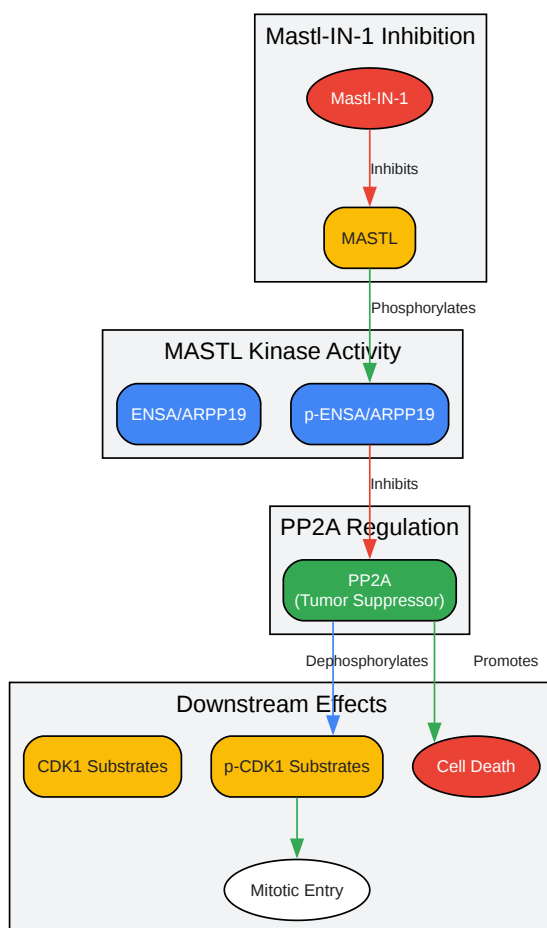 Mastl-IN-1 Inhibition
Mastl-IN-1
Inhibits
MASTL
Phosphorylates
MASTL Kinase Activity
ENSA/ARPP19
p-ENSA/ARPP19
Inhibits
PP2A Regulation
PP2A
(Tumor Suppressor)
Dephosphorylates
Promotes
Downstream Effects
CDK1 Substrates
p-CDK1 Substrates
Cell Death
Mitotic Entry